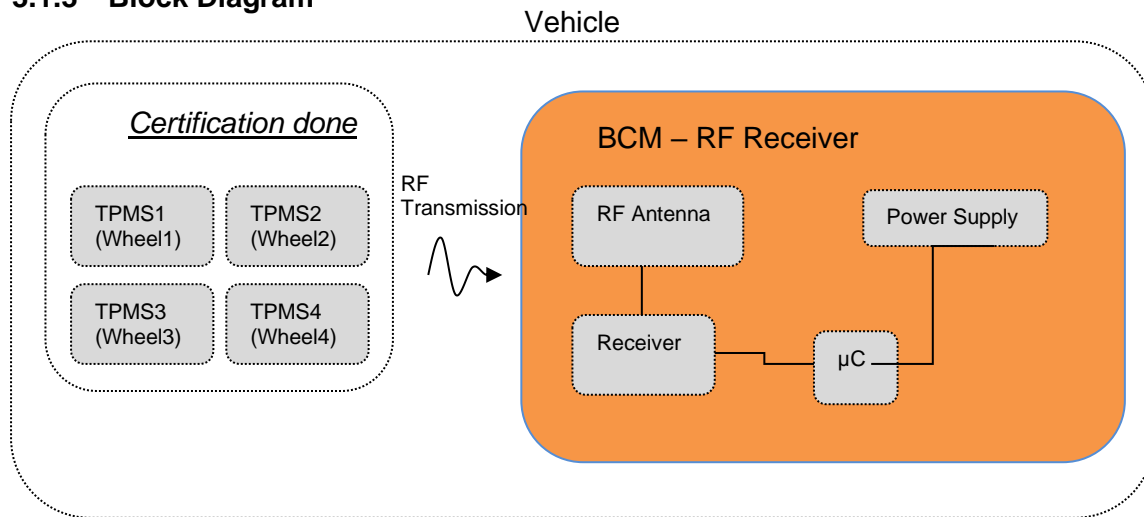 Block Diagram
Vehicle
Certification done
TPMS1
(Wheel1)
TPMS2
(Wheel2)
TPMS3
(Wheel3)
TPMS4
(Wheel4)
RF
Transmission
BCM – RF Receiver
RF Antenna
Power Supply
Receiver
µC